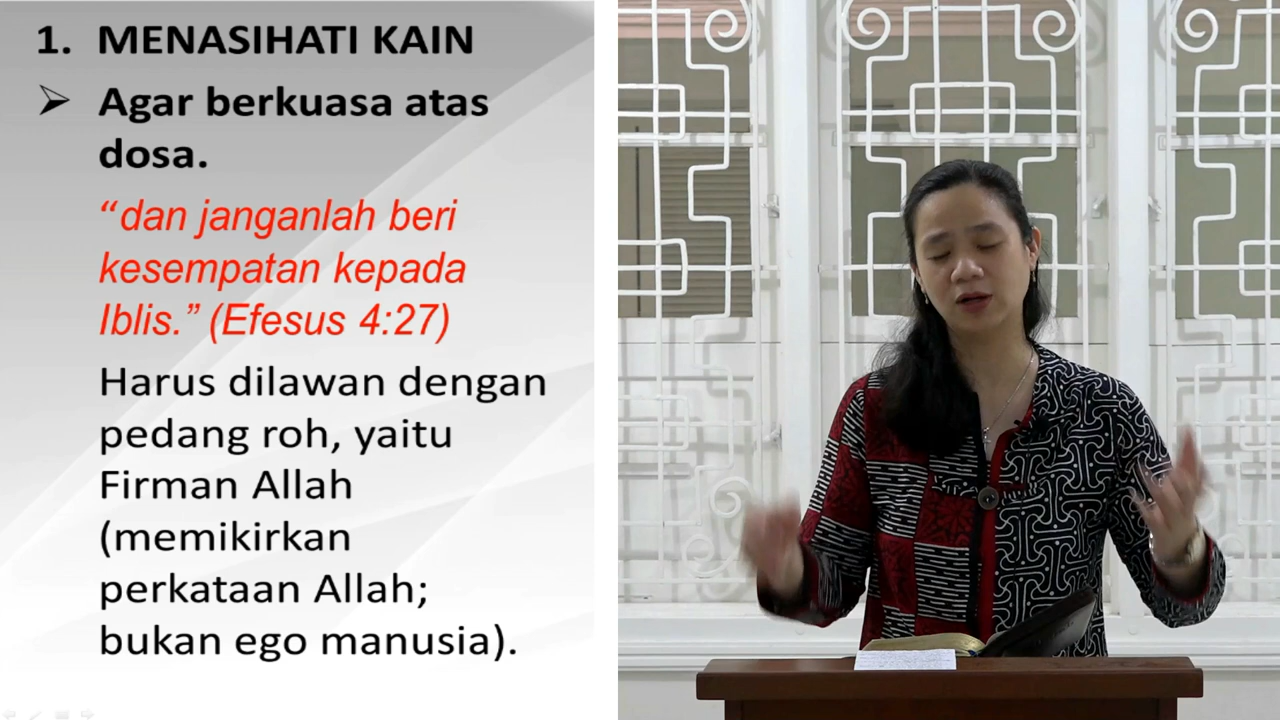 1. MENASIHATI KAIN
➢ Agar berkuasa atas
dosa.
“dan janganlah beri
kesempatan kepada
Iblis.” (Efesus 4:27)
Harus dilawan dengan
pedang roh, yaitu
Firman Allah
(memikirkan
perkataan Allah;
bukan ego manusia).